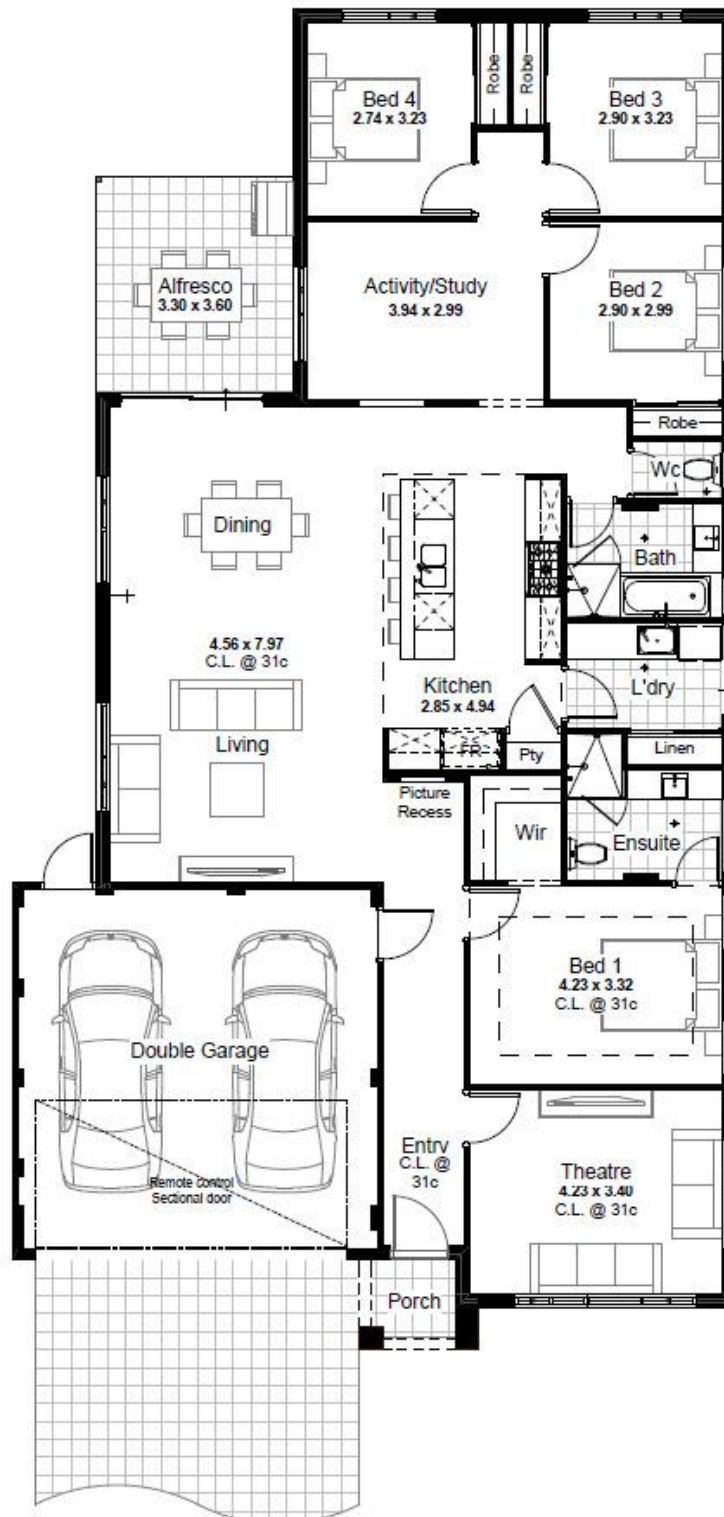 Robe
Robe
Bed 4
2.74 x 3.23
Bed 3
2.90 x 3.23
Alfresco
3.30 x 3.60
Activity/Study
3.94 x 2.99
Bed 2
2.90 x 2.99
Robe
Wc
Dining
Bath
4.56 x 7.97
C.L. @ 31c
Kitchen
2.85 x 4.94
L'dry
Living
FR
Pty
Linen
Picture
Recess
Wir
Ensuite
Bed 1
4.23 x 3.32
C.L. @ 31c
Double Garage
Entry
C.L. @
31c
Theatre
4.23 x 3.40
C.L. @ 31c
Remote control
Sectional door
Porch